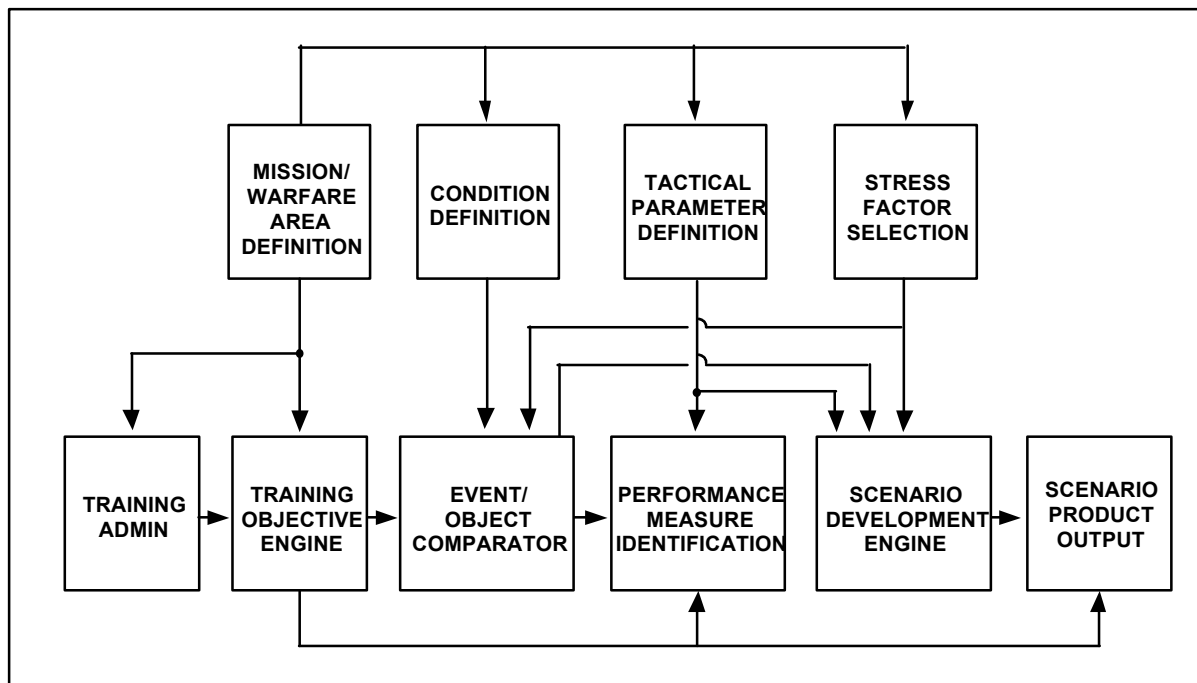 MISSION/
WARFARE
AREA
DEFINITION
CONDITION
DEFINITION
TACTICAL
PARAMETER
DEFINITION
STRESS
FACTOR
SELECTION
TRAINING
ADMIN
TRAINING
OBJECTIVE
ENGINE
EVENT/
OBJECT
COMPARATOR
PERFORMANCE
MEASURE
IDENTIFICATION
SCENARIO
DEVELOPMENT
ENGINE
SCENARIO
PRODUCT
OUTPUT